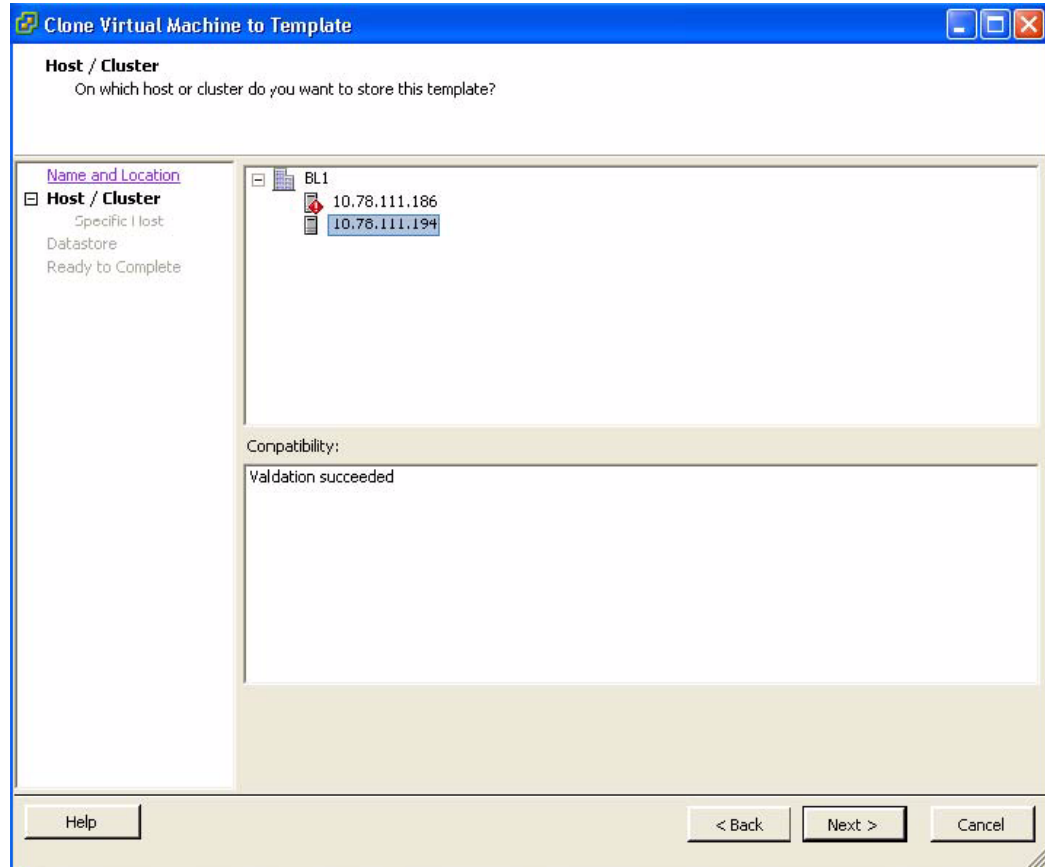 Clone Virtual Machine to Template
Host / Cluster
On which host or cluster do you want to store this template?
Name and Location
Host / Cluster
Specific Host
Datastore
Ready to Complete
BL1
10.78.111.186
10.78.111.194
Compatibility:
Validation succeeded
Help
< Back
Next >
Cancel